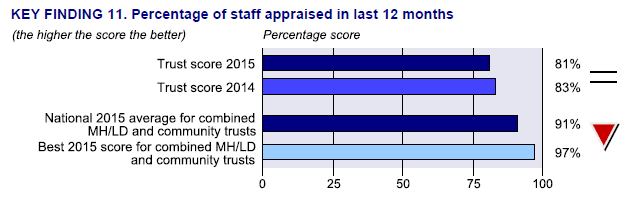 KEY FINDING 11. Percentage of staff appraised in last 12 months
(the higher the score the better)
Percentage score
Trust score 2015
81%
Trust score 2014
83%
National 2015 average for combined
MH/LD and community trusts
91%
Best 2015 score for combined MH/LD
and community trusts
97%
0 25 50 75 100